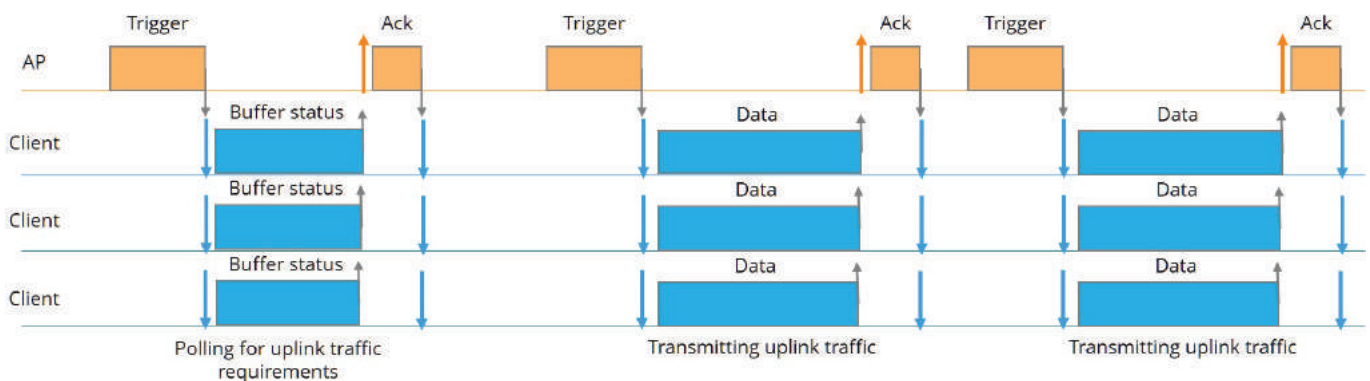 Trigger Ack Trigger Ack Trigger Ack
AP
Buffer status Data Data
Client
Buffer status Data Data
Client
Buffer status Data Data
Client
Polling for uplink traffic Transmitting uplink traffic Transmitting uplink traffic
requirements